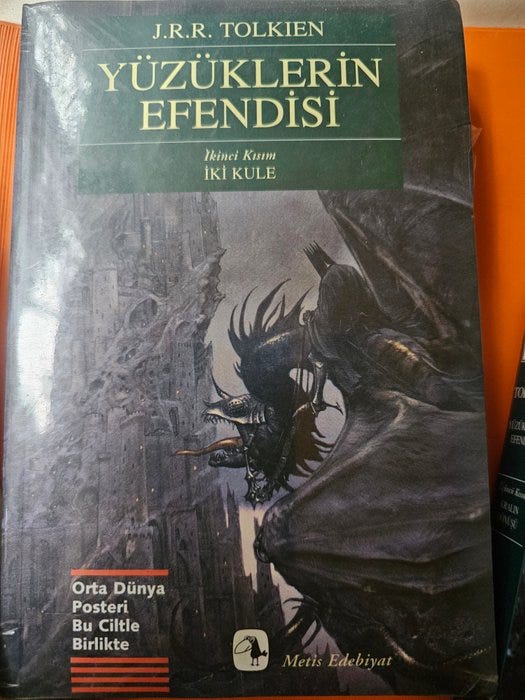 J.R.R. TOLKIEN
YÜZÜKLERİN
EFENDİSİ
İkinci Kısım
İKİ KULE
Orta Dünya
Posteri
Bu Ciltle
Birlikte
Metis Edebiyat